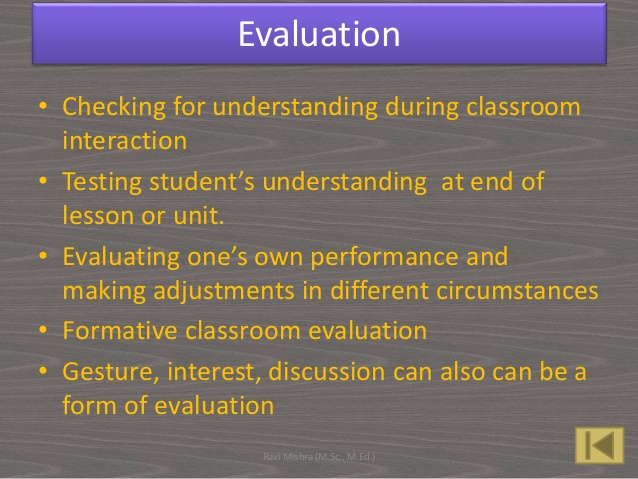 Evaluation
• Checking for understanding during classroom
interaction
• Testing student’s understanding at end of
lesson or unit.
• Evaluating one’s own performance and
making adjustments in different circumstances
• Formative classroom evaluation
• Gesture, interest, discussion can also can be a
form of evaluation
Ravi Mishra (M.Sc., M.Ed.)